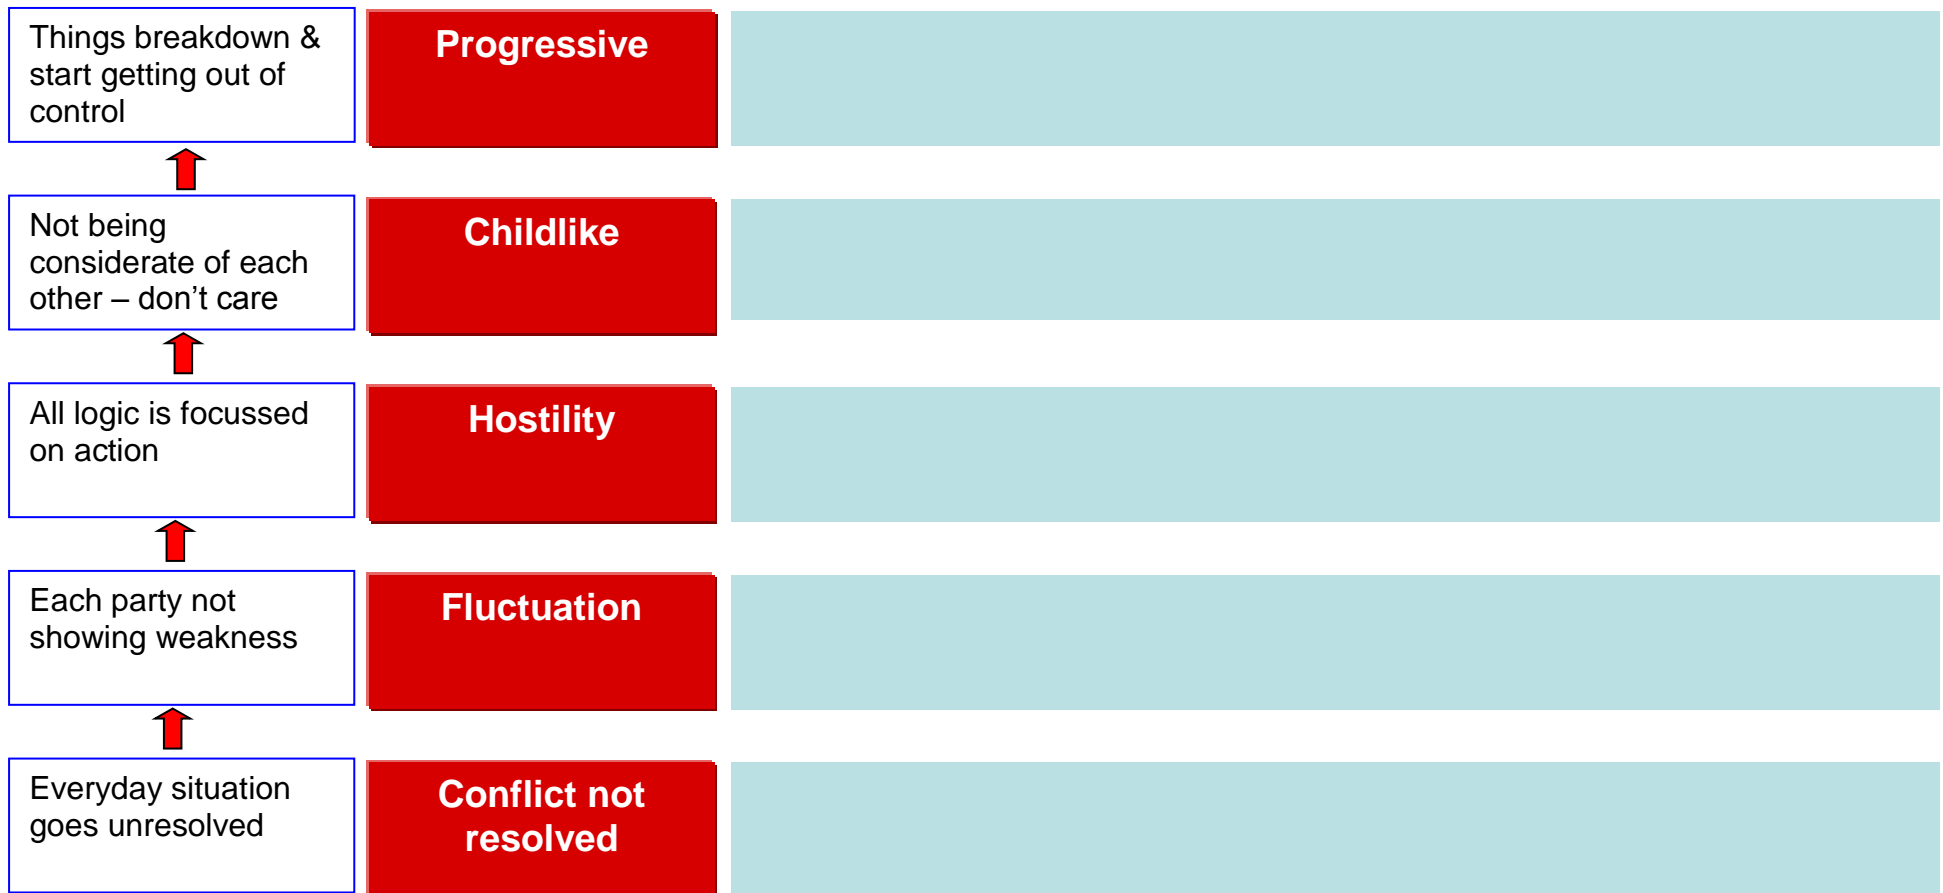 Things breakdown &
start getting out of
control
Progressive
Not being
considerate of each
other – don’t care
Childlike
All logic is focussed
on action
Hostility
Each party not
showing weakness
Fluctuation
Everyday situation
goes unresolved
Conflict not
resolved